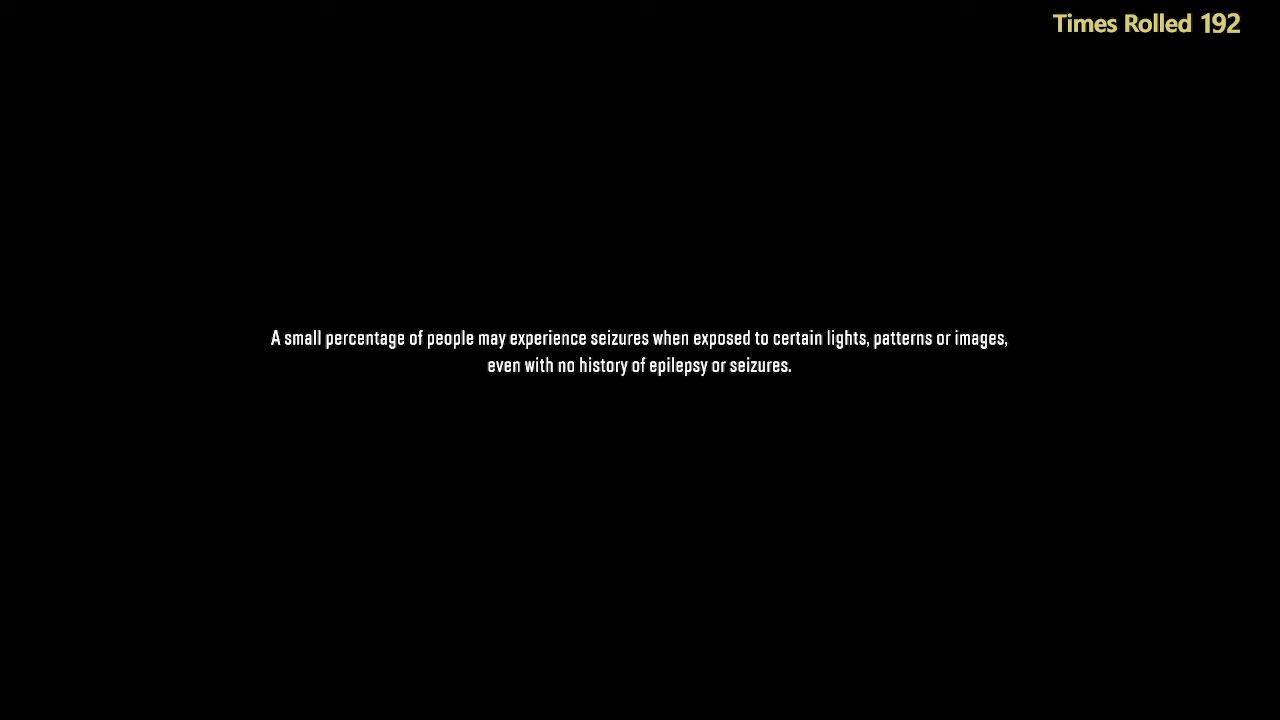 Times Rolled 192
A small percentage of people may experience seizures when exposed to certain lights, patterns or images,
even with no history of epilepsy or seizures.